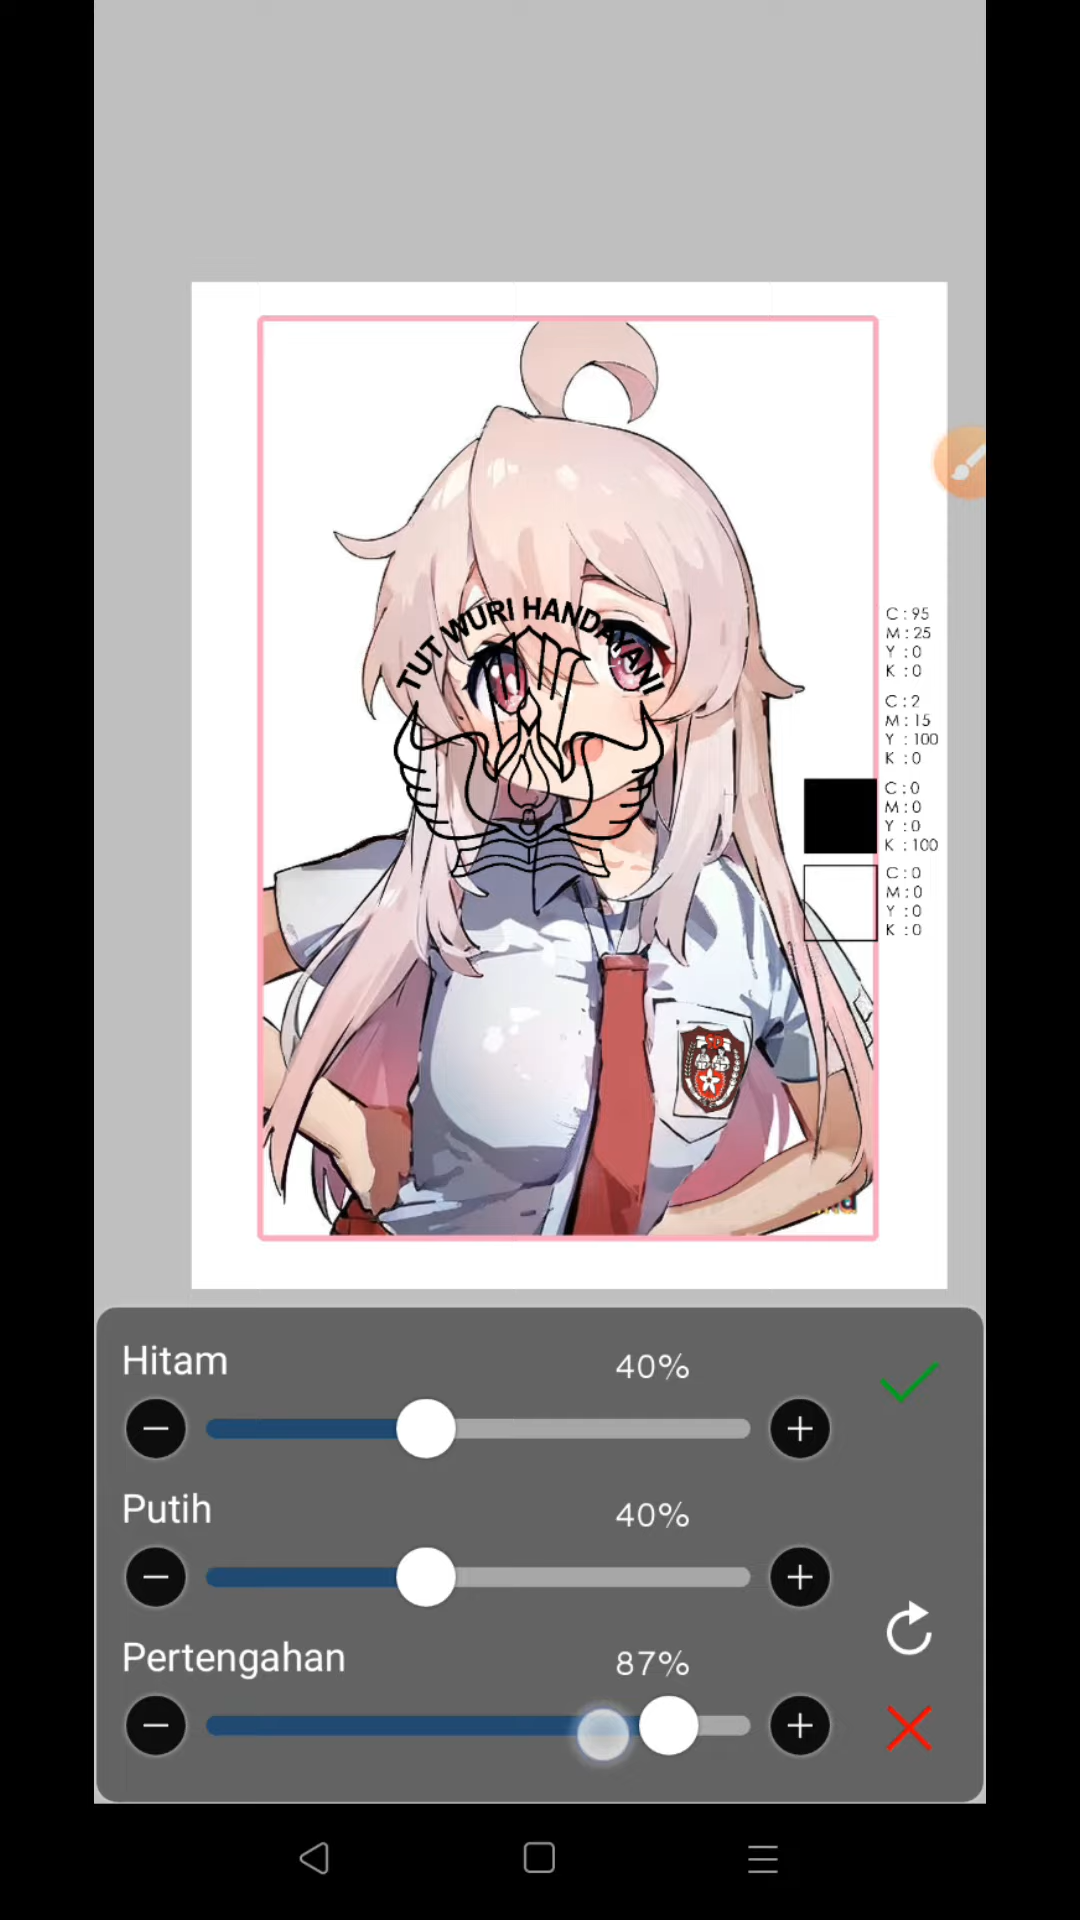 TUT WURI HANDAYANI
C : 95
M : 25
Y : 0
K : 0
C : 2
M : 15
Y : 100
K : 0
C : 0
M : 0
Y : 0
K : 100
C : 0
M : 0
Y : 0
K : 0
SD
Hitam 40%
Putih 40%
Pertengahan 87%